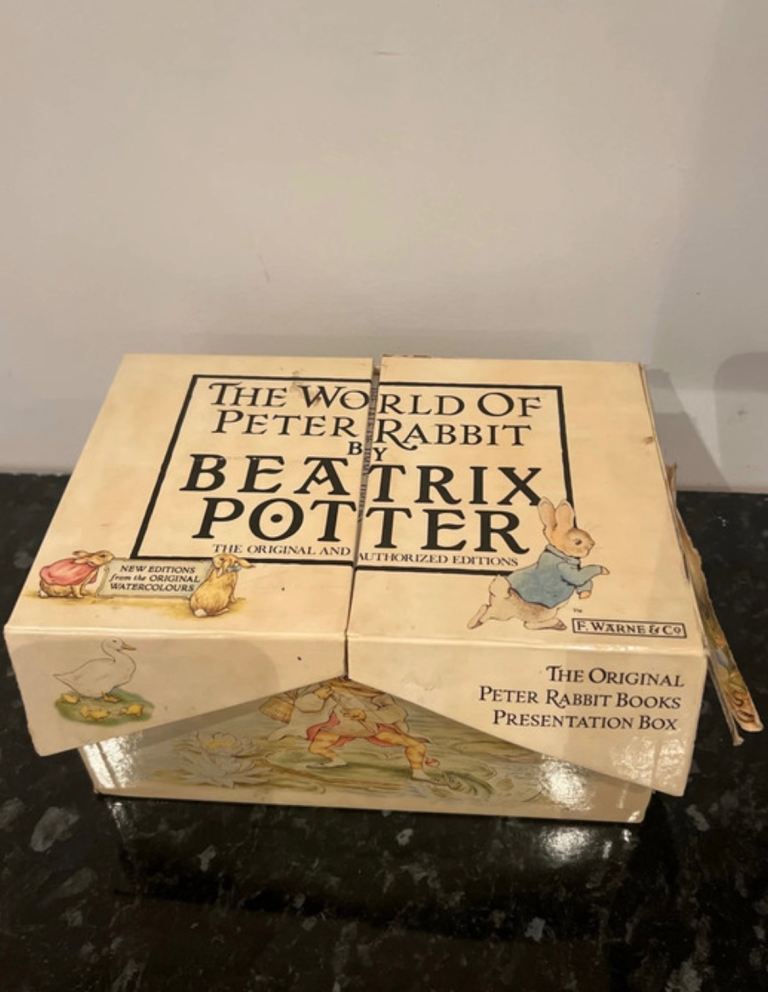 THE WORLD OF
PETER RABBIT
BY
BEATRIX
POTTER
THE ORIGINAL AND AUTHORIZED EDITIONS
NEW EDITIONS
from the ORIGINAL
WATERCOLOURS
™
F. WARNE & Co
THE ORIGINAL
PETER RABBIT BOOKS
PRESENTATION BOX